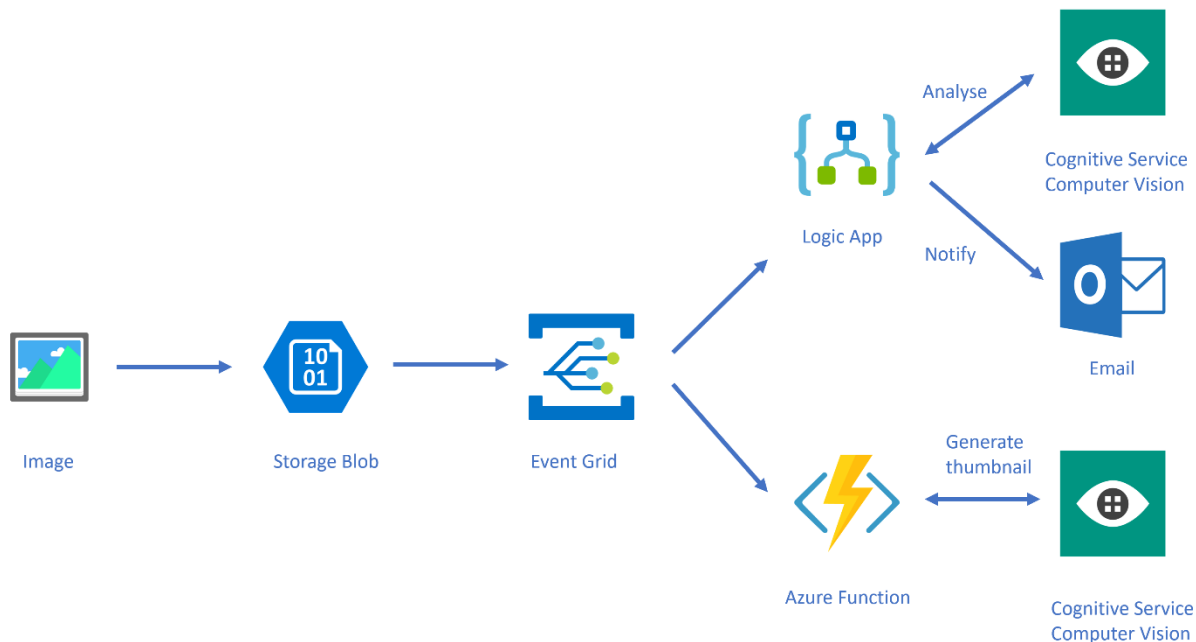 Image
10
01
Storage Blob
Event Grid
Logic App
Analyse
Cognitive Service
Computer Vision
Notify
O
Email
Azure Function
Generate
thumbnail
Cognitive Service
Computer Vision